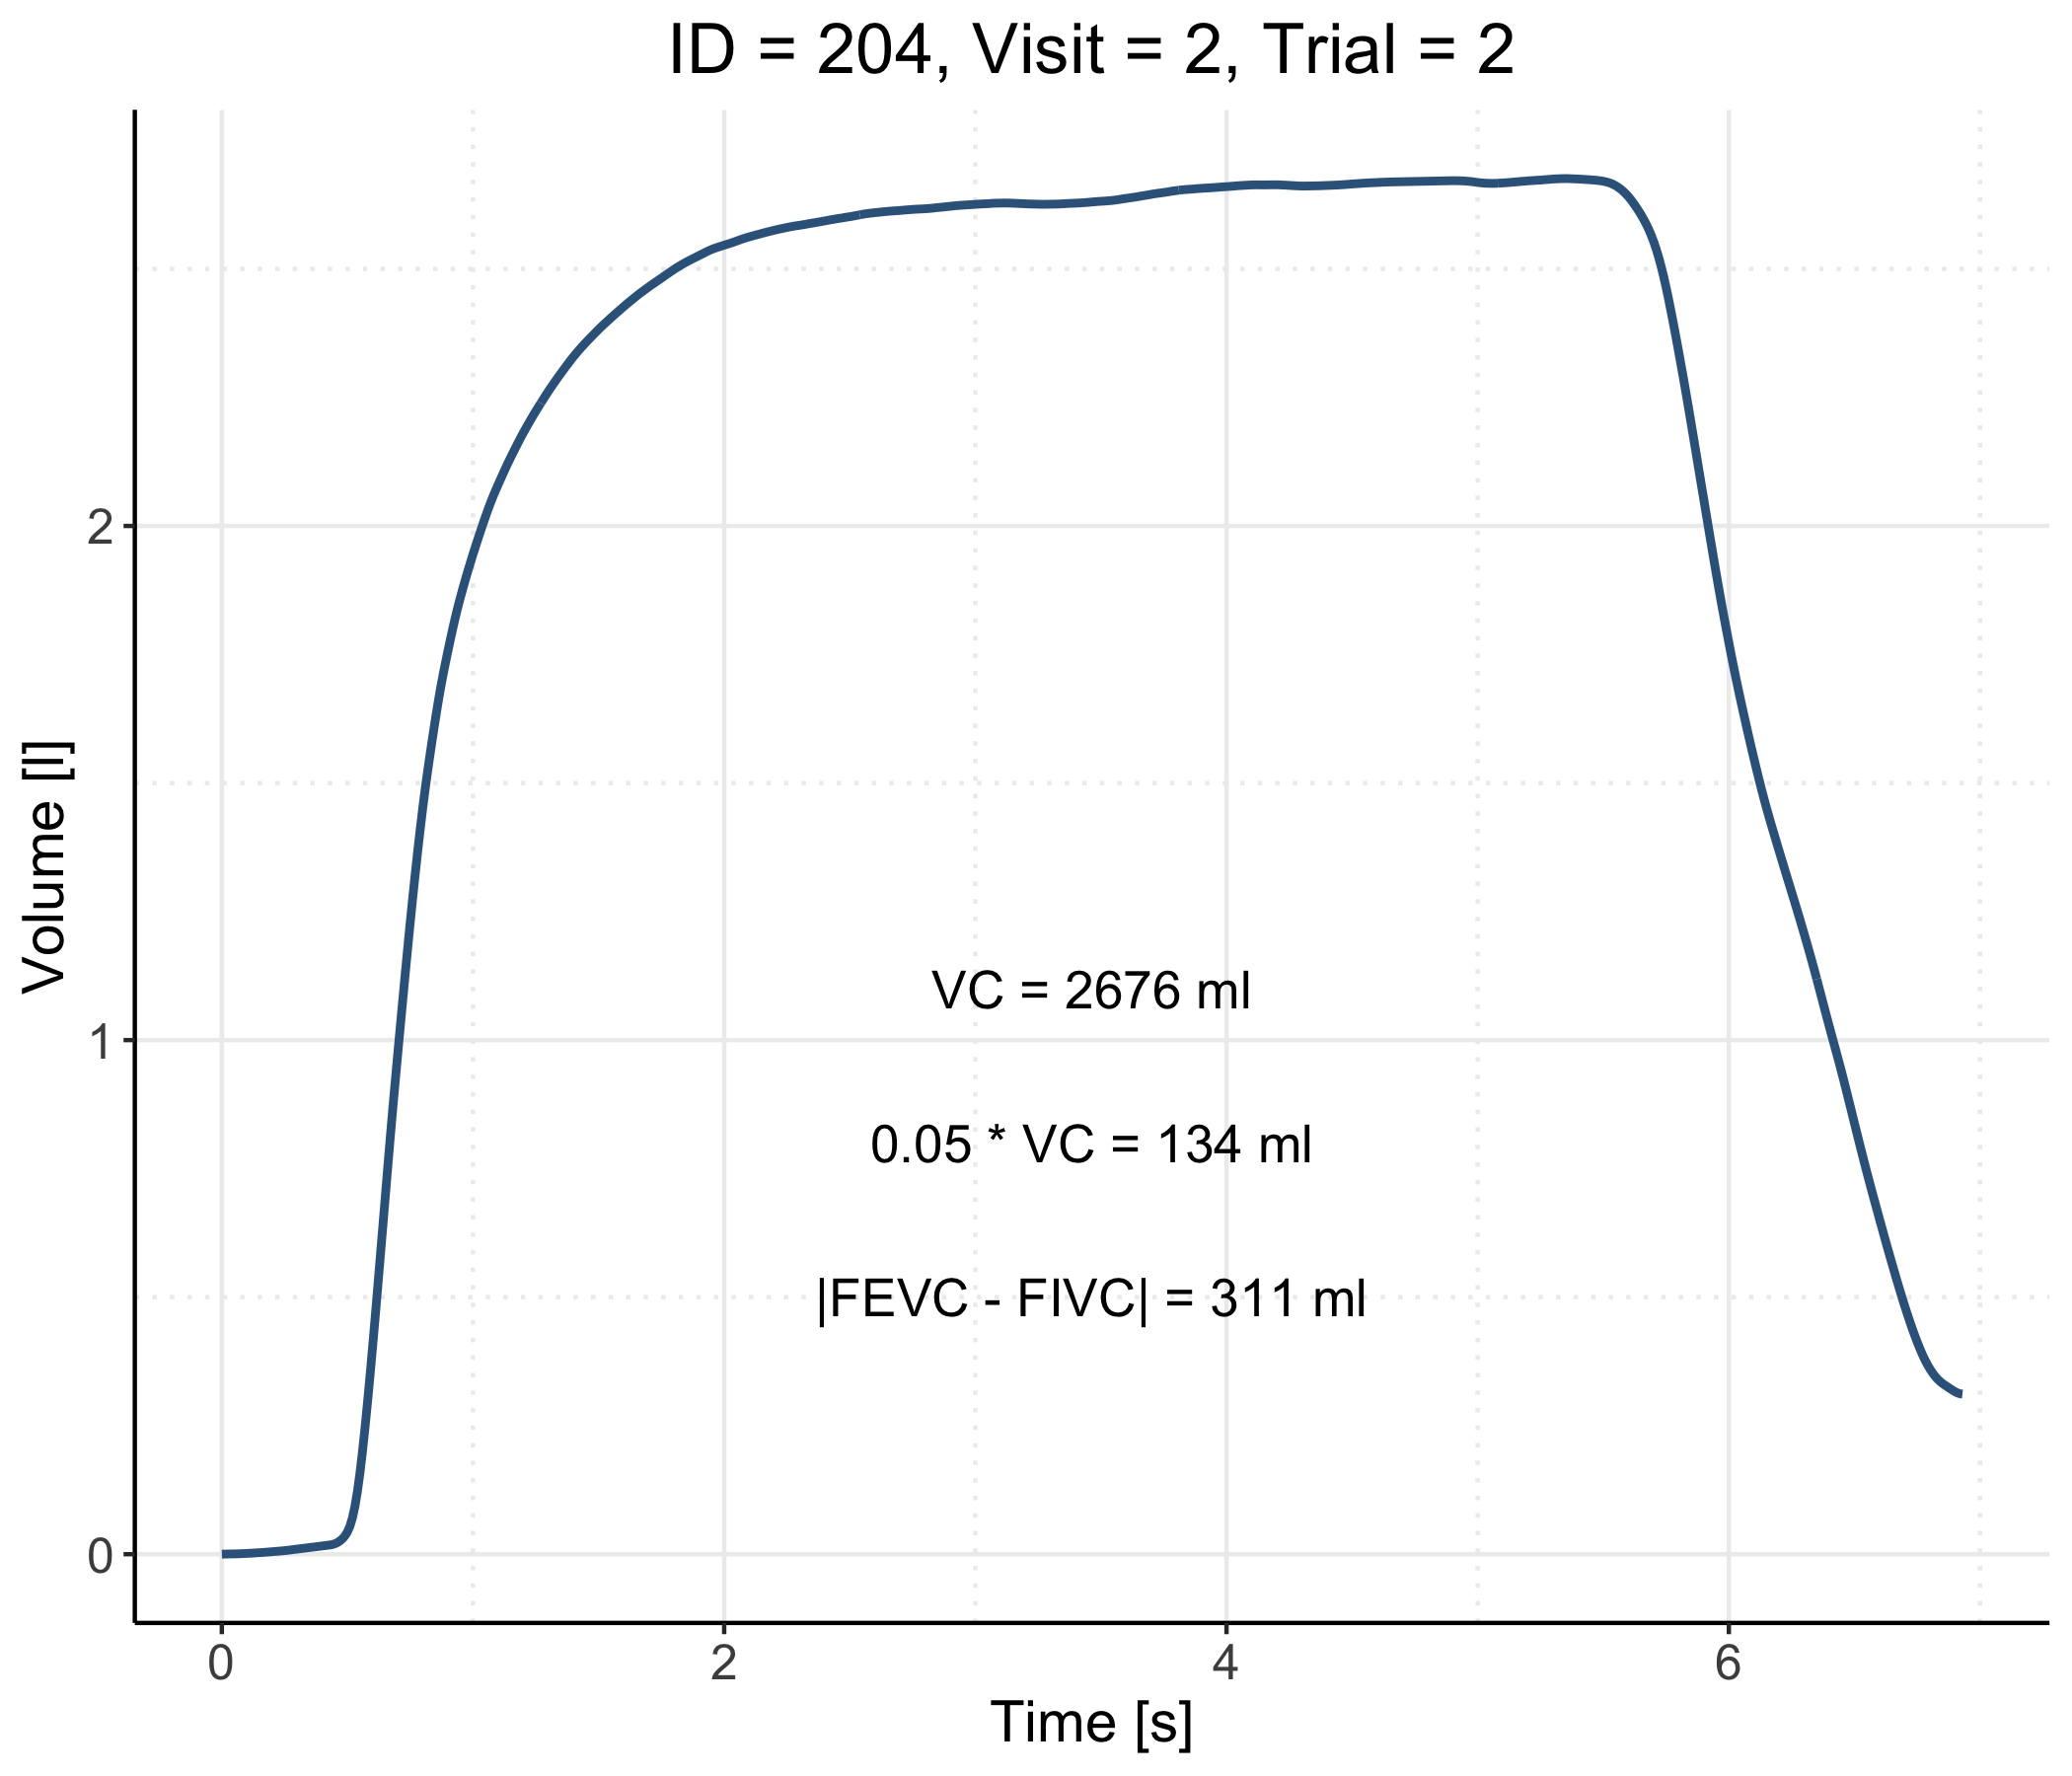 ID = 204, Visit = 2, Trial = 2
Volume [l]
2
1
0
VC = 2676 ml
0.05 * VC = 134 ml
|FEVC - FIVC| = 311 ml
0 2 4 6
Time [s]